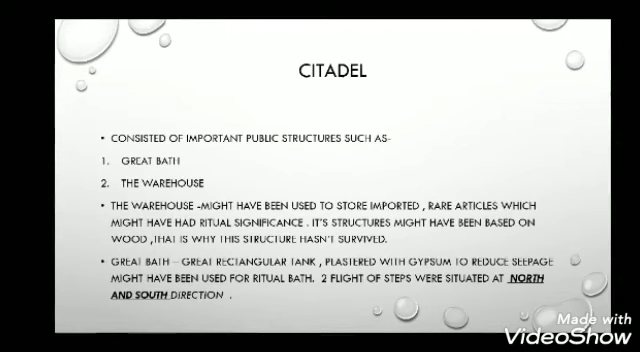 CITADEL
• CONSISTED OF IMPORTANT PUBLIC STRUCTURES SUCH AS-
1. GREAT BATH
2. THE WAREHOUSE
• THE WAREHOUSE -MIGHT HAVE BEEN USED TO STORE IMPORTED , RARE ARTICLES WHICH
MIGHT HAVE HAD RITUAL SIGNIFICANCE . IT'S STRUCTURES MIGHT HAVE BEEN BASED ON
WOOD ,THAT IS WHY THIS STRUCTURE HASN'T SURVIVED.
• GREAT BATH – GREAT RECTANGULAR TANK , PLASTERED WITH GYPSUM TO REDUCE SEEPAGE
MIGHT HAVE BEEN USED FOR RITUAL BATH. 2 FLIGHT OF STEPS WERE SITUATED AT NORTH
AND SOUTH DIRECTION .
Made with
VideoShow